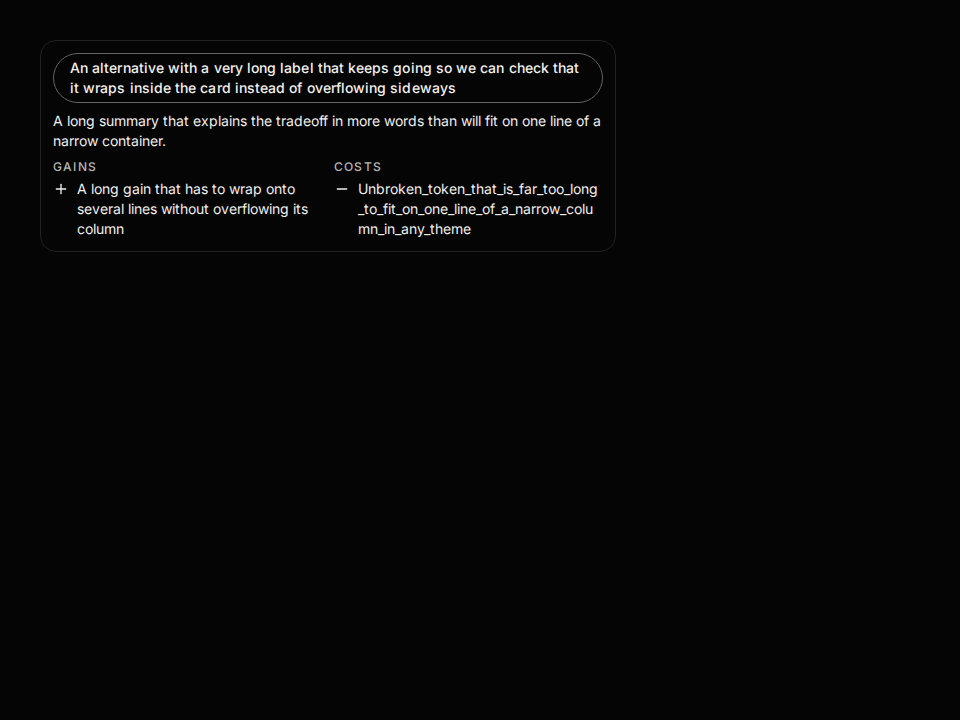 An alternative with a very long label that keeps going so we can check that
it wraps inside the card instead of overflowing sideways
A long summary that explains the tradeoff in more words than will fit on one line of a
narrow container.
GAINS
+ A long gain that has to wrap onto
several lines without overflowing its
column
COSTS
− Unbroken_token_that_is_far_too_long
_to_fit_on_one_line_of_a_narrow_colu
mn_in_any_theme